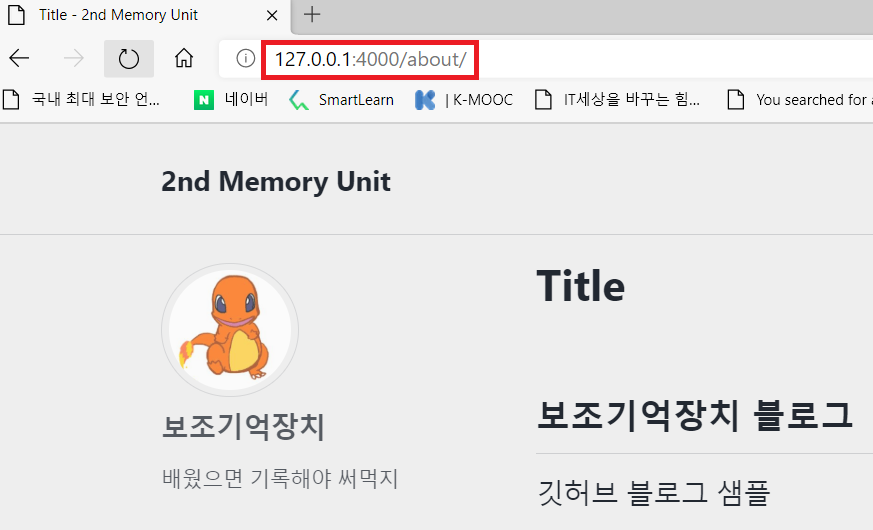 Title - 2nd Memory Unit
127.0.0.1:4000/about/
국내 최대 보안 언... N 네이버 SmartLearn | K-MOOC IT세상을 바꾸는 힘... You searched for a
2nd Memory Unit
Title
보조기억장치 블로그
깃허브 블로그 샘플
보조기억장치
배웠으면 기록해야 써먹지